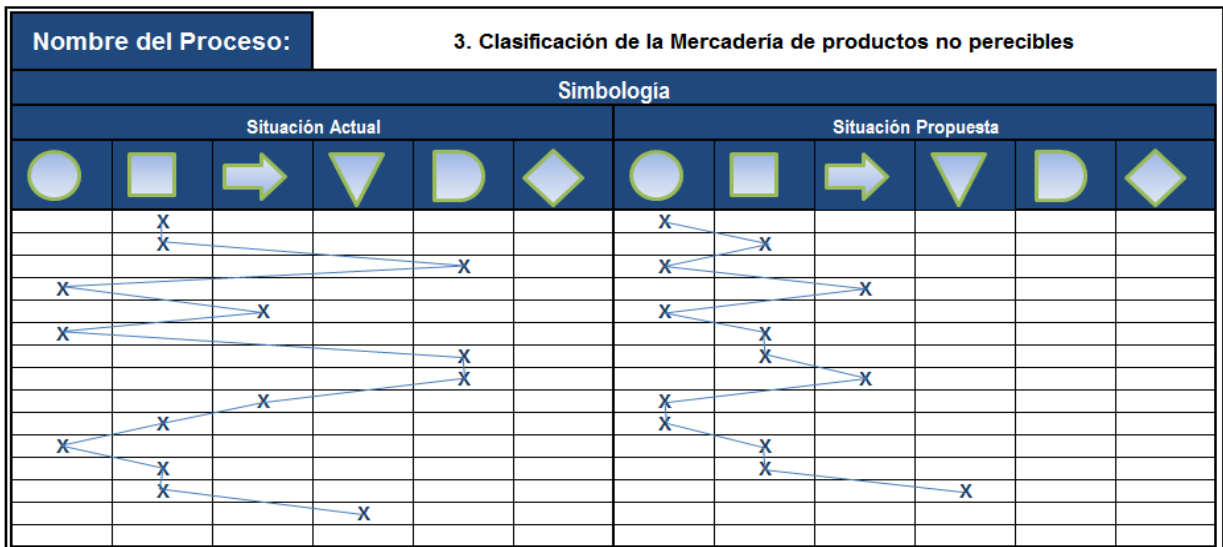 Nombre del Proceso: 3. Clasificación de la Mercadería de productos no perecibles
Simbología
Situación Actual Situación Propuesta
X X
X X
X X
X X
X X
X X
X X
X X
X X
X X
X X
X X
X X
X